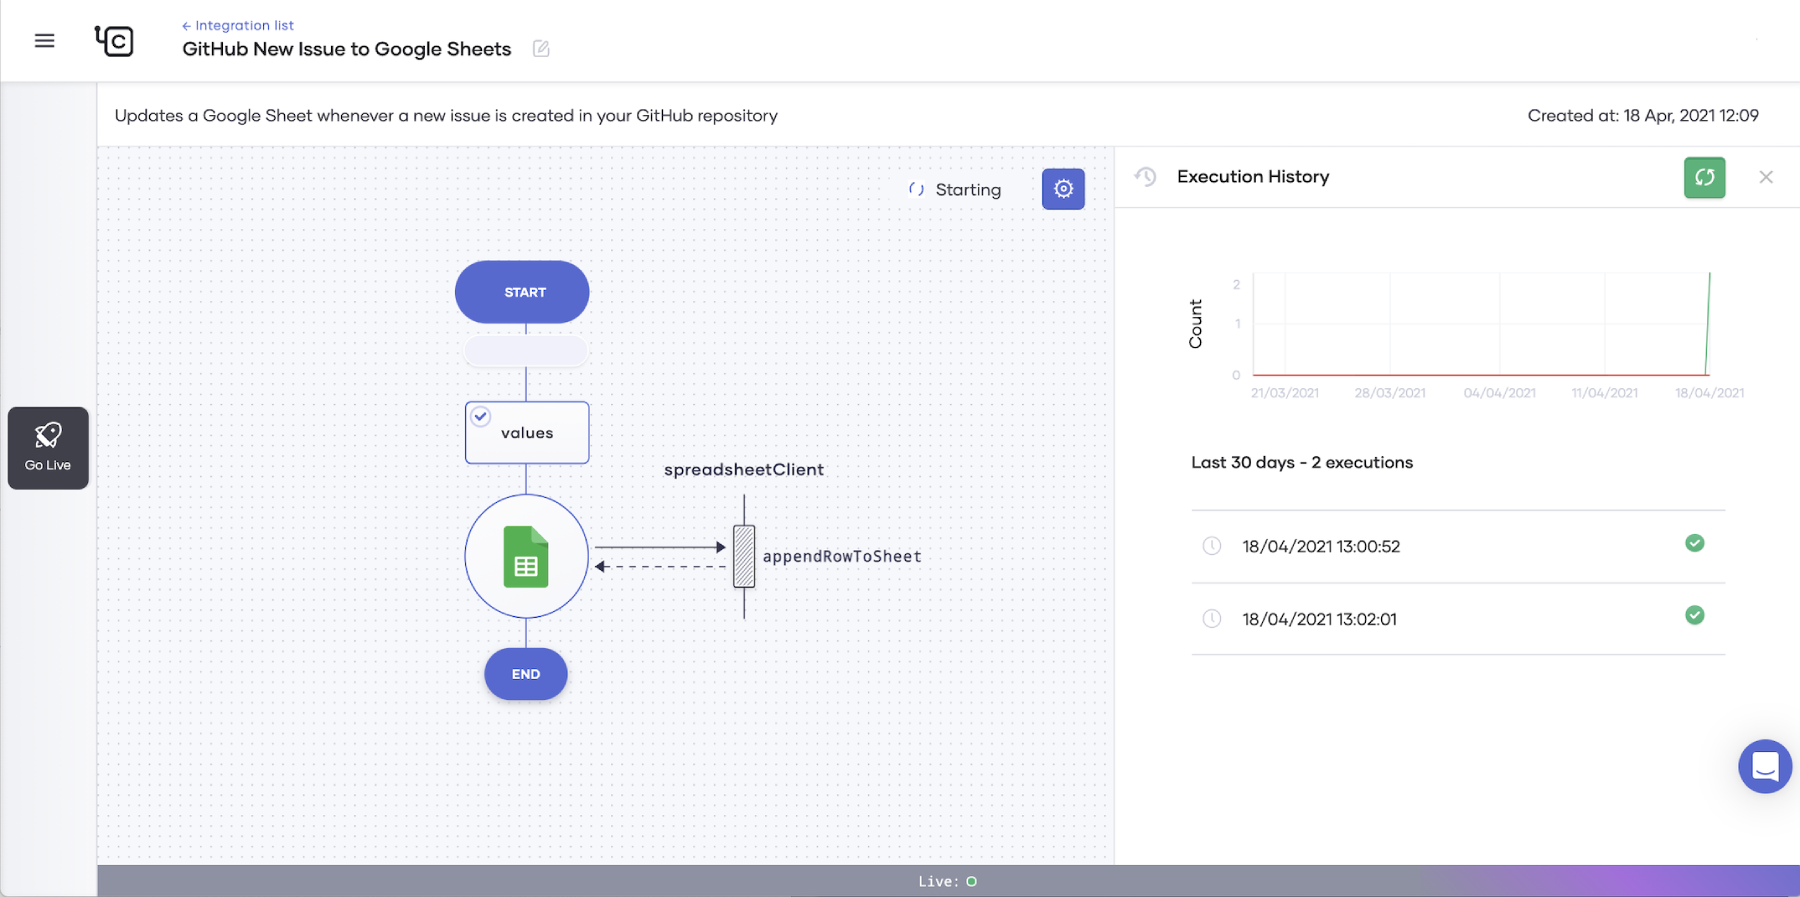 ← Integration list
GitHub New Issue to Google Sheets
Updates a Google Sheet whenever a new issue is created in your GitHub repository
Created at: 18 Apr, 2021 12:09
Starting
START
values
spreadsheetClient
appendRowToSheet
END
Go Live
Execution History
Count
2
1
0
21/03/2021 28/03/2021 04/04/2021 11/04/2021 18/04/2021
Last 30 days - 2 executions
18/04/2021 13:00:52
18/04/2021 13:02:01
Live: